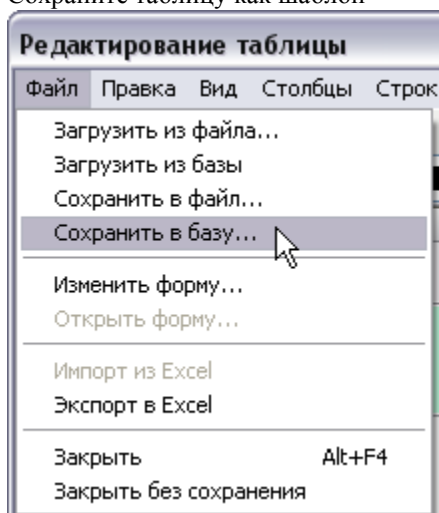 Сохраните таблицу как шаблон
Редактирование таблицы
Файл Правка Вид Столбцы Строк
Загрузить из файла...
Загрузить из базы
Сохранить в файл...
Сохранить в базу...
Изменить форму...
Открыть форму...
Импорт из Excel
Экспорт в Excel
Закрыть Alt+F4
Закрыть без сохранения